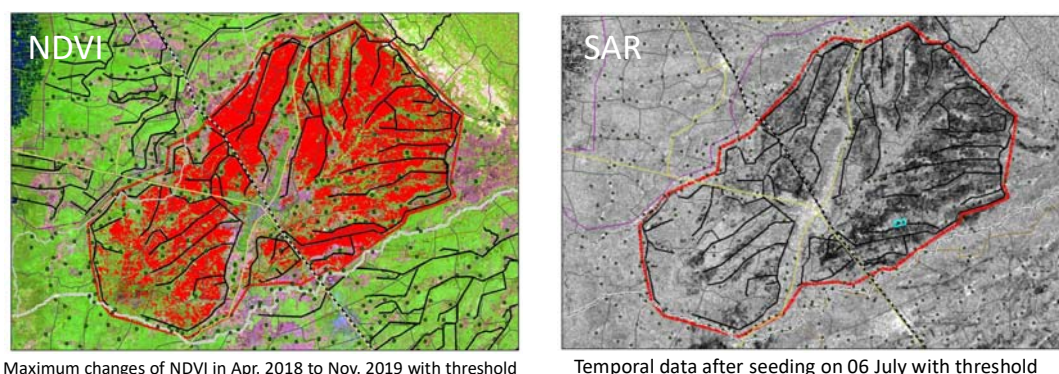 NDVI
SAR
Maximum changes of NDVI in Apr. 2018 to Nov. 2019 with threshold
Temporal data after seeding on 06 July with threshold